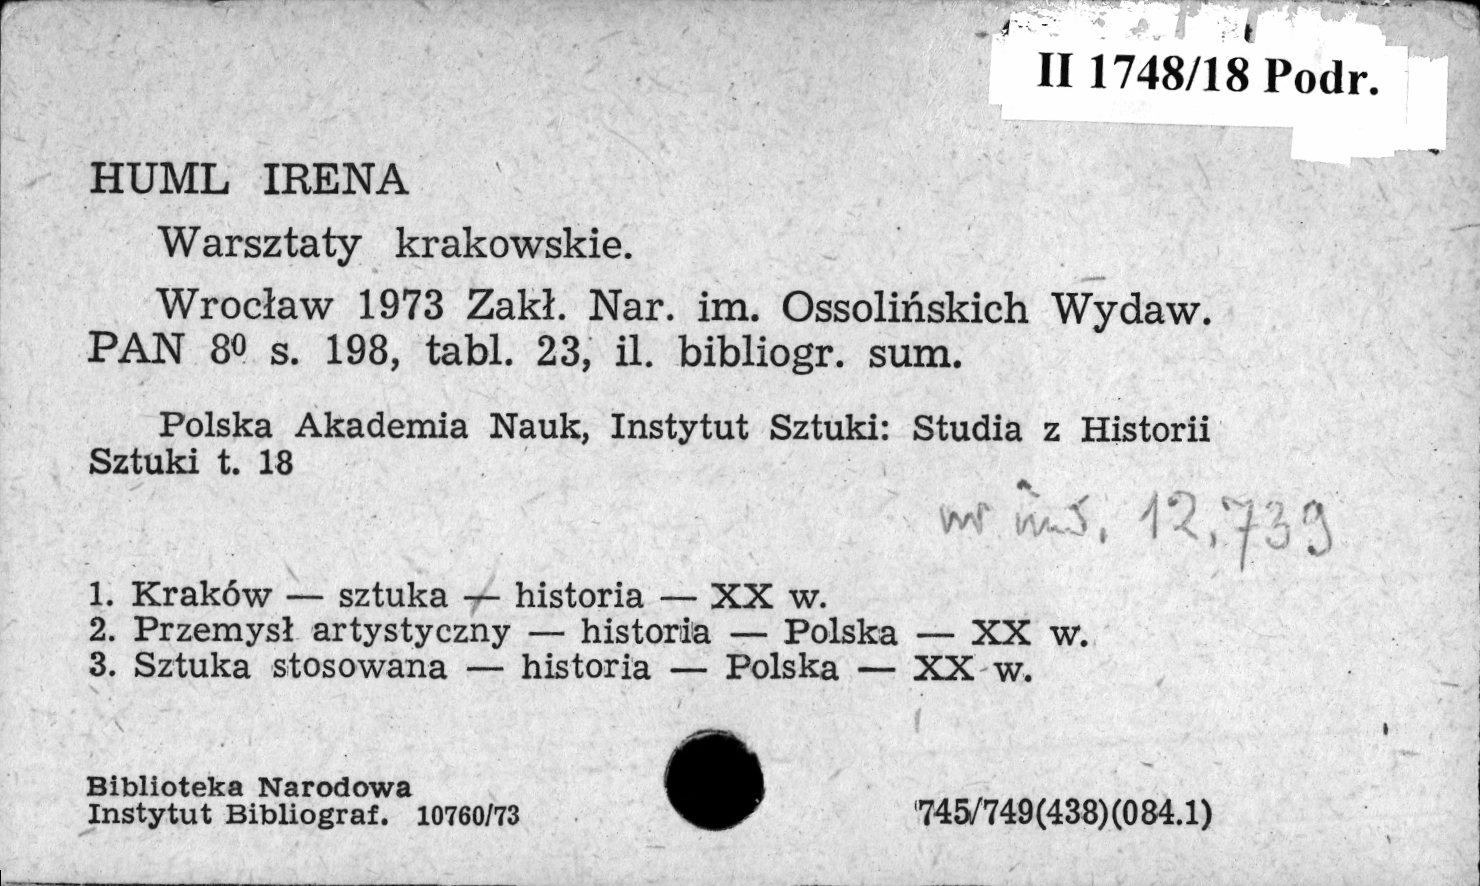 II 1748/18 Podr.
HUML IRENA
Warsztaty krakowskie.
Wrocław 1973 Zakł. Nar. im. Ossolińskich Wydaw.
PAN 8⁰ s. 198, tabl. 23, il. bibliogr. sum.
Polska Akademia Nauk, Instytut Sztuki: Studia z Historii
Sztuki t. 18
nr inw. 12.739
1. Kraków — sztuka — historia — XX w.
2. Przemysł artystyczny — historia — Polska — XX w.
3. Sztuka stosowana — historia — Polska — XX w.
Biblioteka Narodowa
Instytut Bibliograf. 10760/73
745/749(438)(084.1)